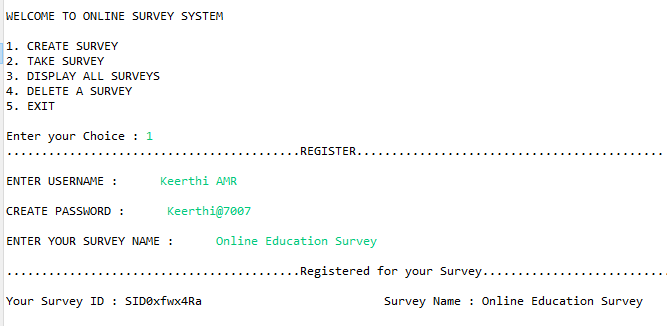 WELCOME TO ONLINE SURVEY SYSTEM
1. CREATE SURVEY
2. TAKE SURVEY
3. DISPLAY ALL SURVEYS
4. DELETE A SURVEY
5. EXIT
Enter your Choice : 1
..........................................REGISTER............................................
ENTER USERNAME :      Keerthi AMR
CREATE PASSWORD :      Keerthi@7007
ENTER YOUR SURVEY NAME :      Online Education Survey
..........................................Registered for your Survey..........................
Your Survey ID : SID0xfwx4Ra                          Survey Name : Online Education Survey